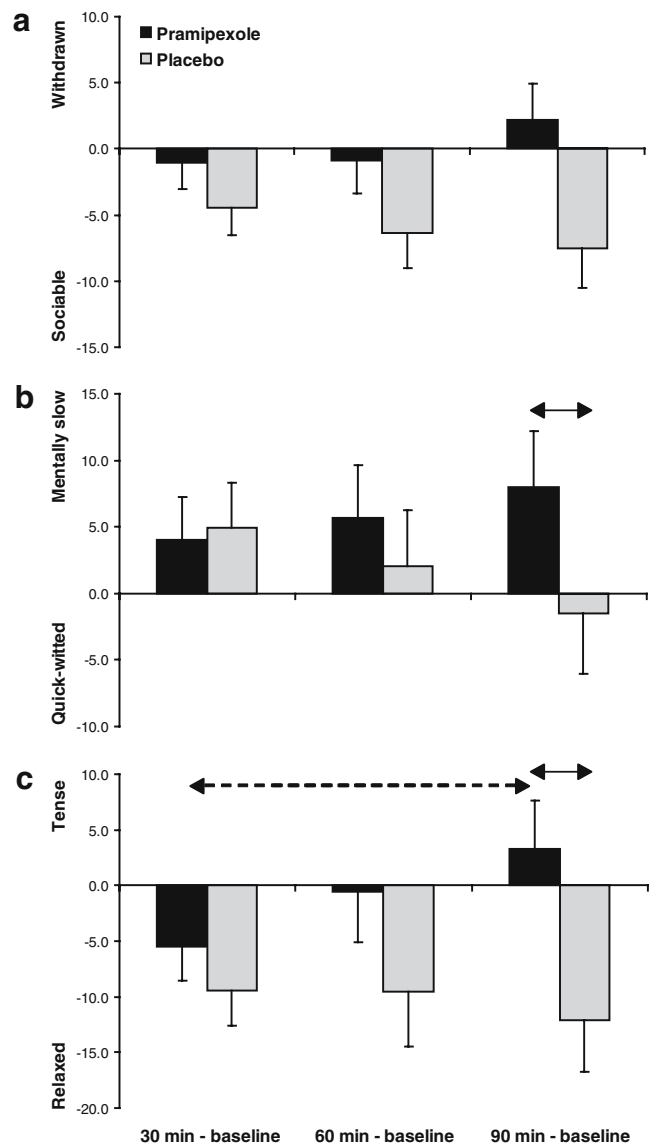 a
Withdrawn
Sociable
10.0
5.0
0.0
-5.0
-10.0
-15.0
Pramipexole
Placebo
b
Mentally slow
Quick-witted
15.0
10.0
5.0
0.0
-5.0
-10.0
c
Tense
Relaxed
10.0
5.0
0.0
-5.0
-10.0
-15.0
-20.0
30 min - baseline 60 min - baseline 90 min - baseline